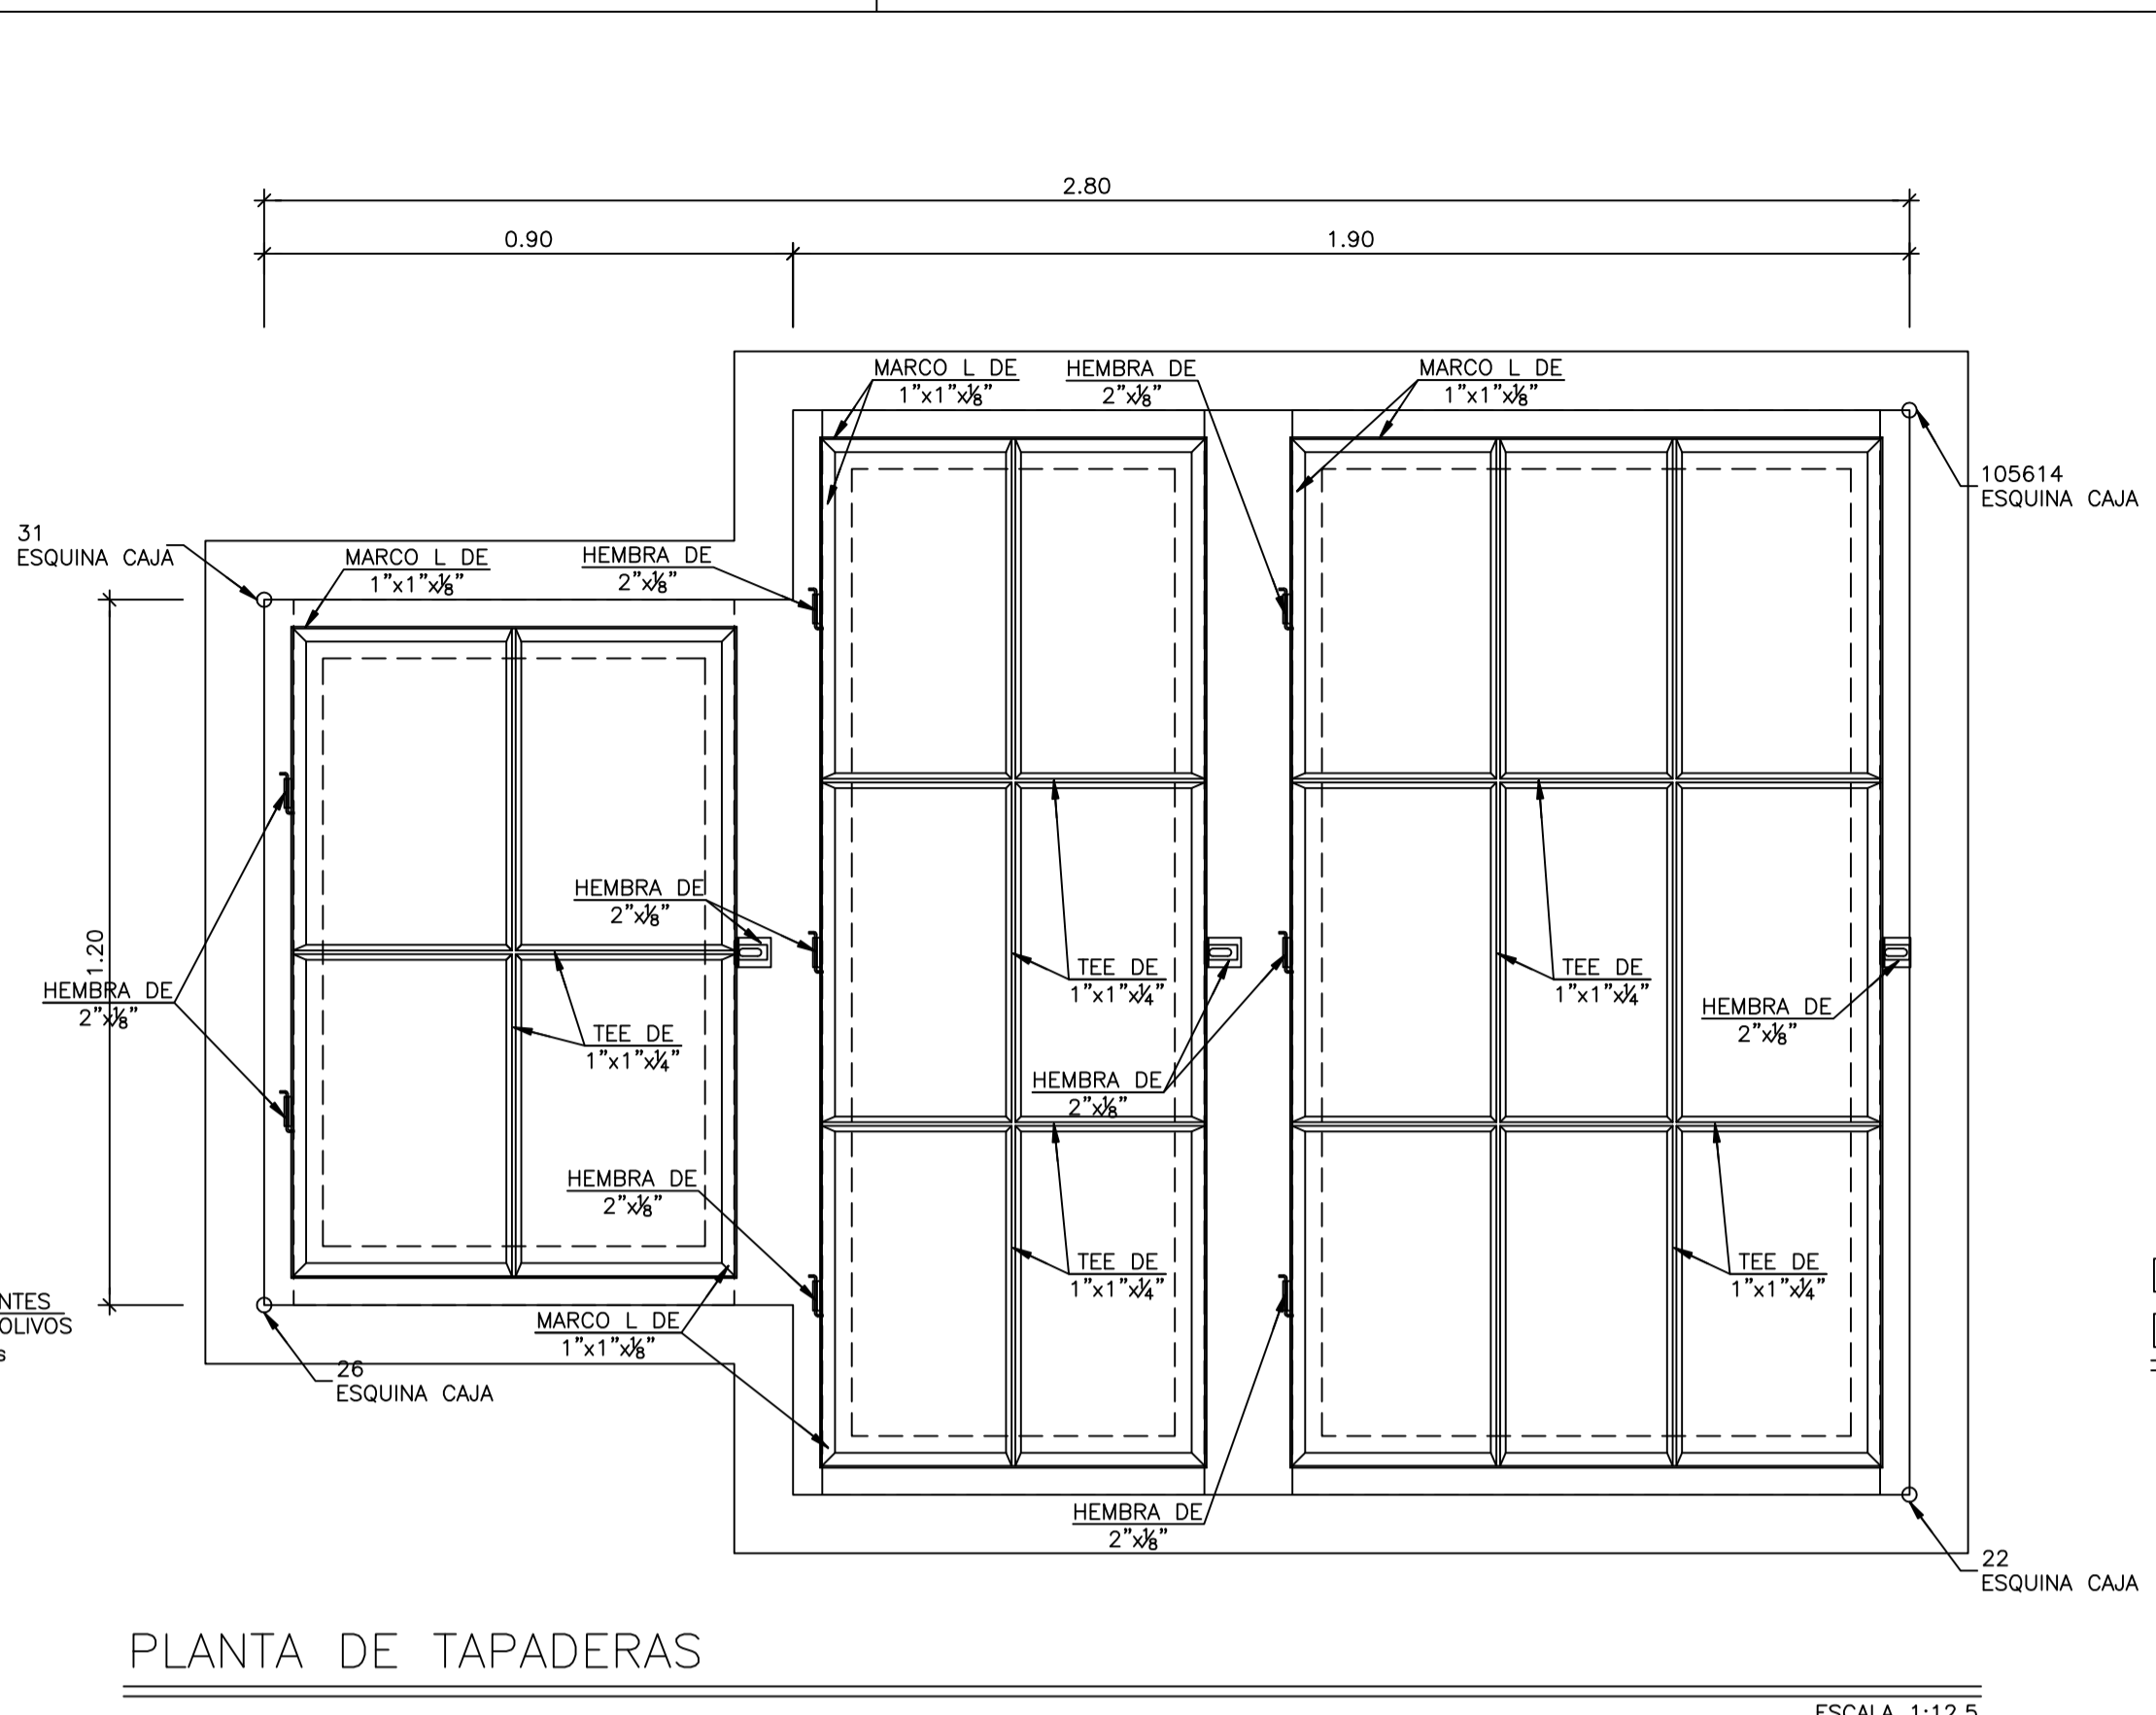 2.80
0.90
1.90
MARCO L DE
1"x1"x⅛"
HEMBRA DE
2"x⅛"
MARCO L DE
1"x1"x⅛"
105614
ESQUINA CAJA
31
ESQUINA CAJA
MARCO L DE
1"x1"x⅛"
HEMBRA DE
2"x⅛"
HEMBRA DE
2"x⅛"
1.20
HEMBRA DE
2"x⅛"
TEE DE
1"x1"x¼"
TEE DE
1"x1"x¼"
TEE DE
1"x1"x¼"
HEMBRA DE
2"x⅛"
HEMBRA DE
2"x⅛"
HEMBRA DE
2"x⅛"
TEE DE
1"x1"x¼"
TEE DE
1"x1"x¼"
NTES
OLIVOS
s
MARCO L DE
1"x1"x⅛"
26
ESQUINA CAJA
HEMBRA DE
2"x⅛"
22
ESQUINA CAJA
PLANTA DE TAPADERAS
ESCALA 1:12.5